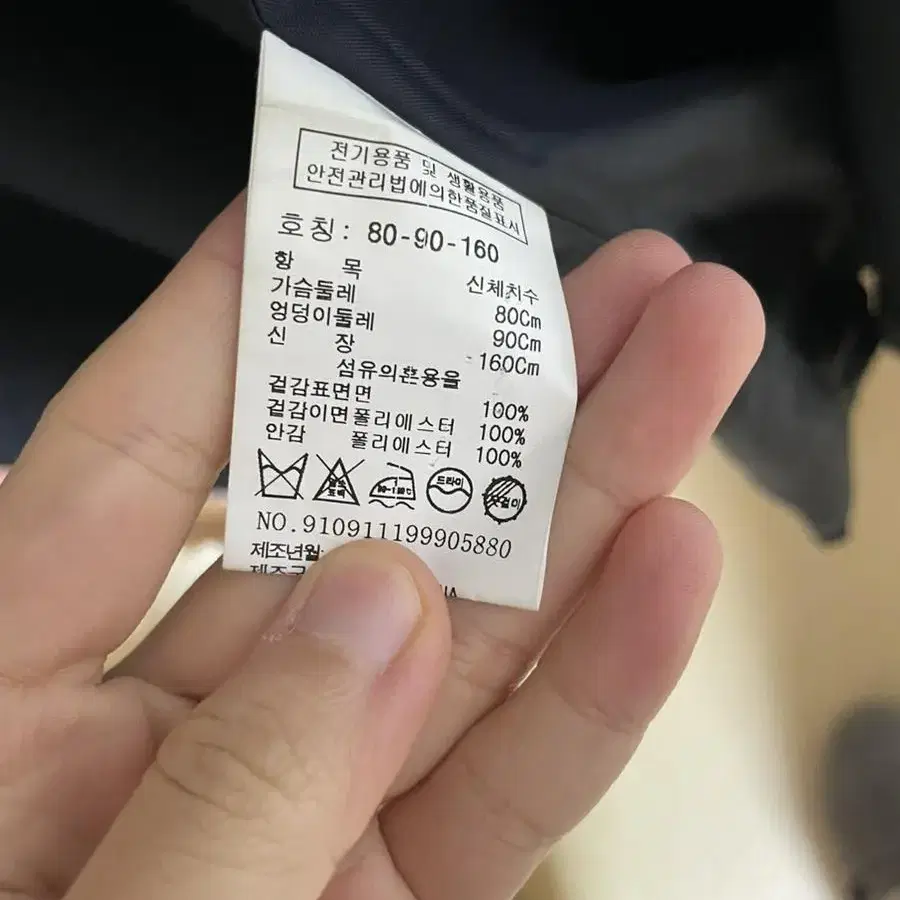 전기용품 및 생활용품
안전관리법에의한품질표시
호칭: 80-90-160
항 목 신체치수
가슴둘레 80Cm
엉덩이둘레 90Cm
신 장 160Cm
섬유의혼용율
겉감표면면 100%
겉감이면폴리에스터 100%
안감 폴리에스터 100%
드라이
NO.910911199905880
제조년월